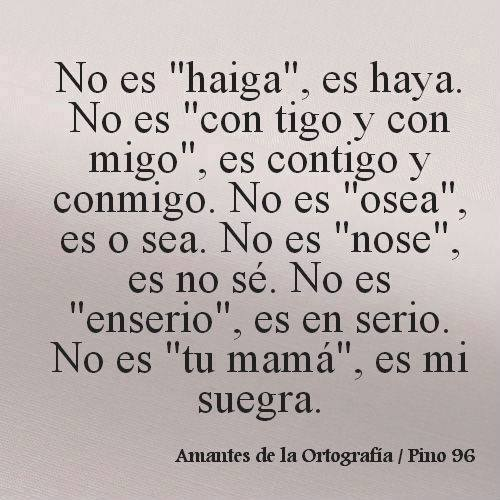 No es "haiga", es haya.
No es "con tigo y con
migo", es contigo y
conmigo. No es "osea",
es o sea. No es "nose",
es no sé. No es
"enserio", es en serio.
No es "tu mamá", es mi
suegra.
Amantes de la Ortografía / Pino 96